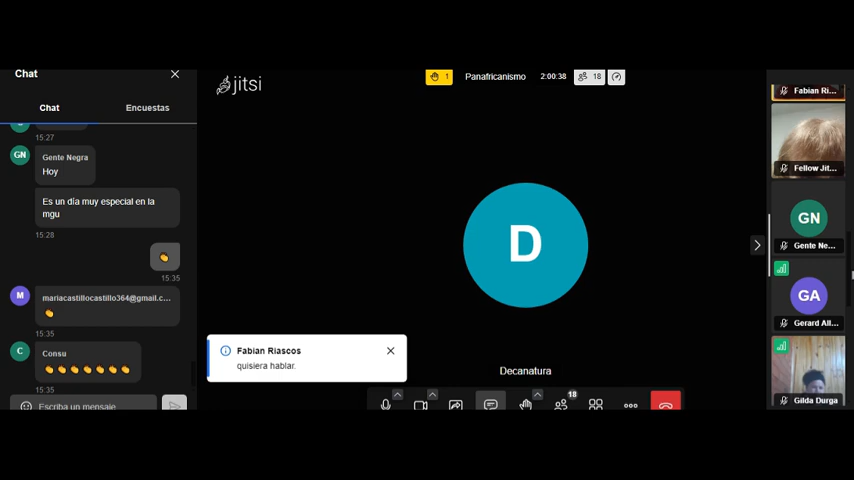 Chat
Chat
Encuestas
15:27
GN
Gente Negra
Hoy
Es un día muy especial en la
mgu
15:28
15:35
M
mariacastillocastillo364@gmail.c...
15:35
C
Consu
15:35
Escriba un mensaje
jitsi
1
Panafricanismo
2:00:38
18
D
Fabian Riascos
quisiera hablar.
Decanatura
18
Fabian Ri...
Fellow Jit...
GN
Gente Ne...
GA
Gerard All...
Gilda Durga